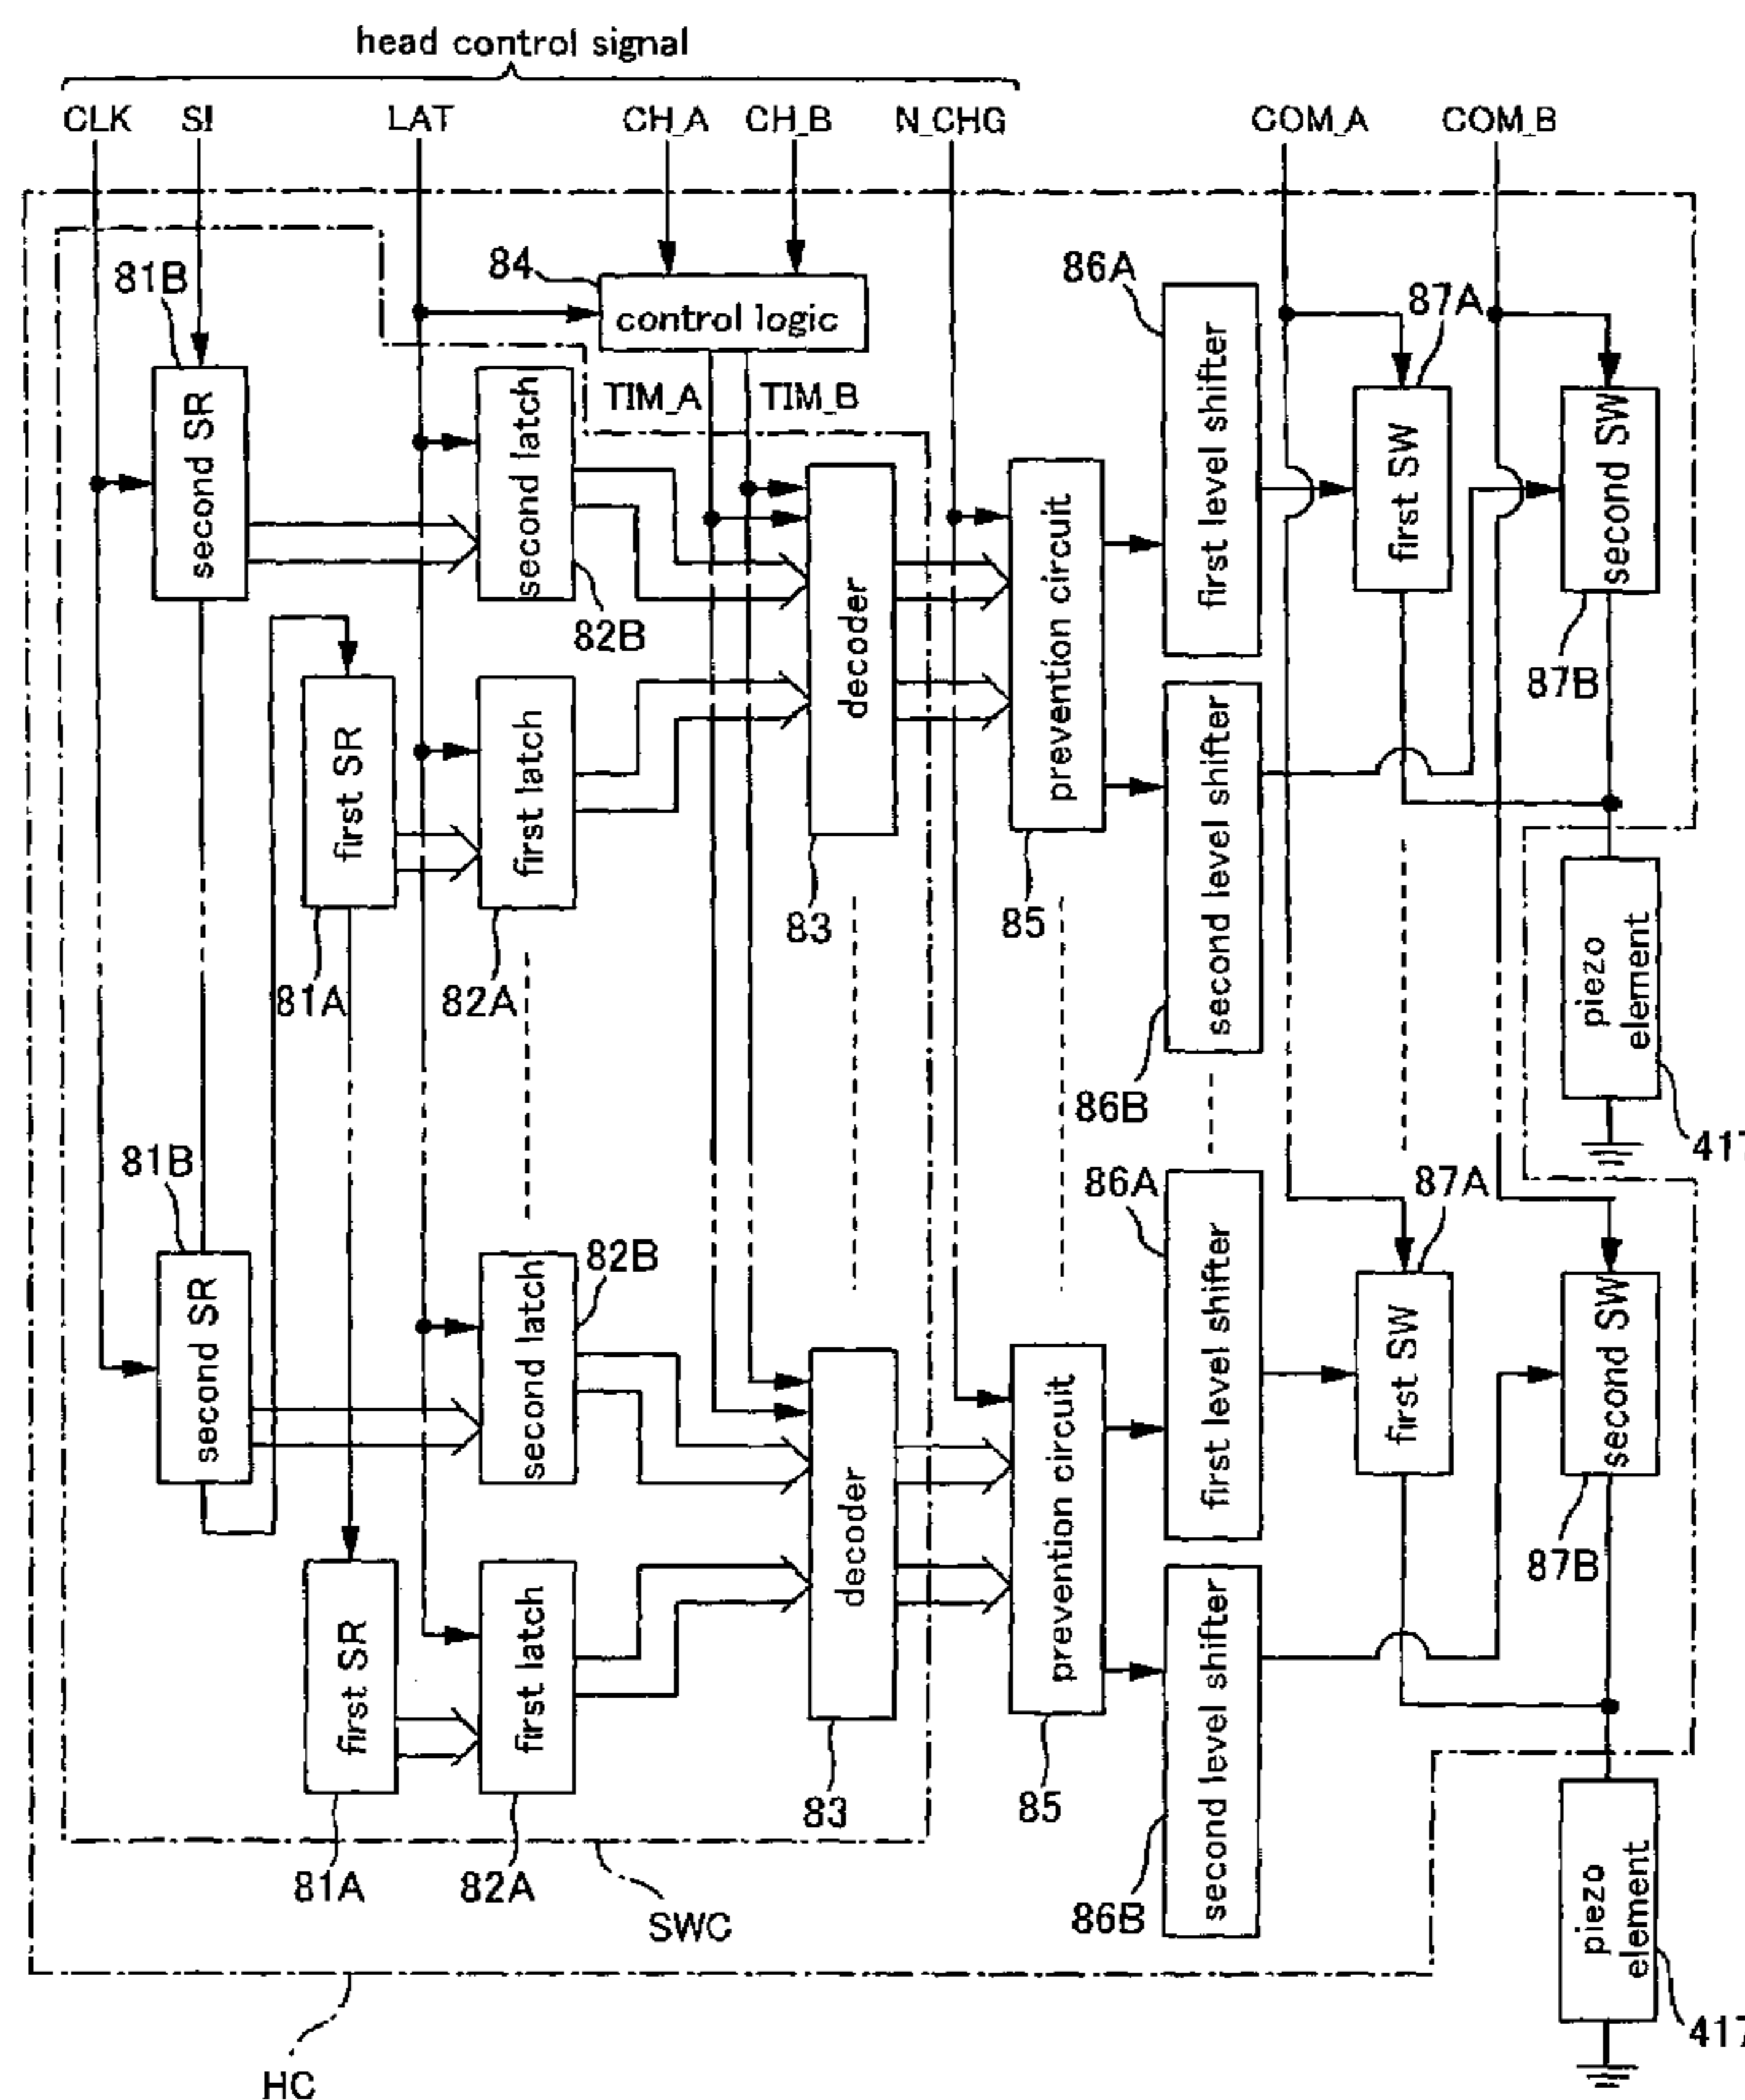 head control signal
CLK SI LAT CH_A CH_B N_CHG COM_A COM_B
81B
84
control logic
86A
87A
second SR
second latch
TIM_A TIM_B
first level shifter
first SW
second SW
82B
decoder
prevention circuit
87B
first SR
first latch
second level shifter
83
85
81A
82A
piezo
element
86B
417
81B
86A
87A
second SR
second latch
82B
first level shifter
first SW
second SW
decoder
prevention circuit
87B
first SR
first latch
second level shifter
83
85
81A
82A
86B
SWC
piezo
element
417
HC